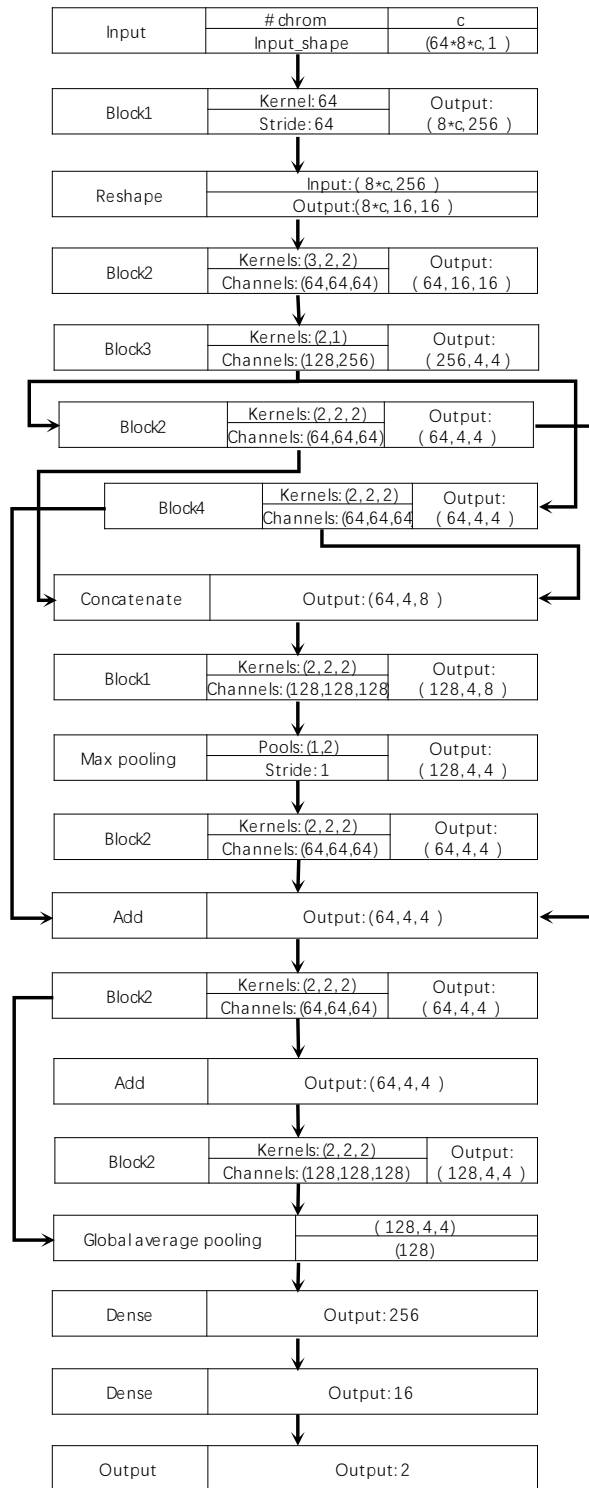 Input
# chrom
c
Input_shape
(64*8*c,1 )
Block1
Kernel:64
Stride:64
Output:
( 8*c,256 )
Reshape
Input:( 8*c,256 )
Output:(8*c,16,16 )
Block2
Kernels:(3,2,2)
Channels:(64,64,64)
Output:
( 64,16,16 )
Block3
Kernels:(2,1)
Channels:(128,256)
Output:
( 256,4,4 )
Block2
Kernels:(2,2,2)
Channels:(64,64,64)
Output:
( 64,4,4 )
Block4
Kernels:(2,2,2)
Channels:(64,64,64
Output:
( 64,4,4 )
Concatenate
Output:(64,4,8 )
Block1
Kernels:(2,2,2)
Channels:(128,128,128
Output:
( 128,4,8 )
Max pooling
Pools:(1,2)
Stride:1
Output:
( 128,4,4 )
Block2
Kernels:(2,2,2)
Channels:(64,64,64)
Output:
( 64,4,4 )
Add
Output:(64,4,4 )
Block2
Kernels:(2,2,2)
Channels:(64,64,64)
Output:
( 64,4,4 )
Add
Output:(64,4,4 )
Block2
Kernels:(2,2,2)
Channels:(128,128,128)
Output:
( 128,4,4 )
Global average pooling
( 128,4,4)
(128)
Dense
Output:256
Dense
Output:16
Output
Output:2